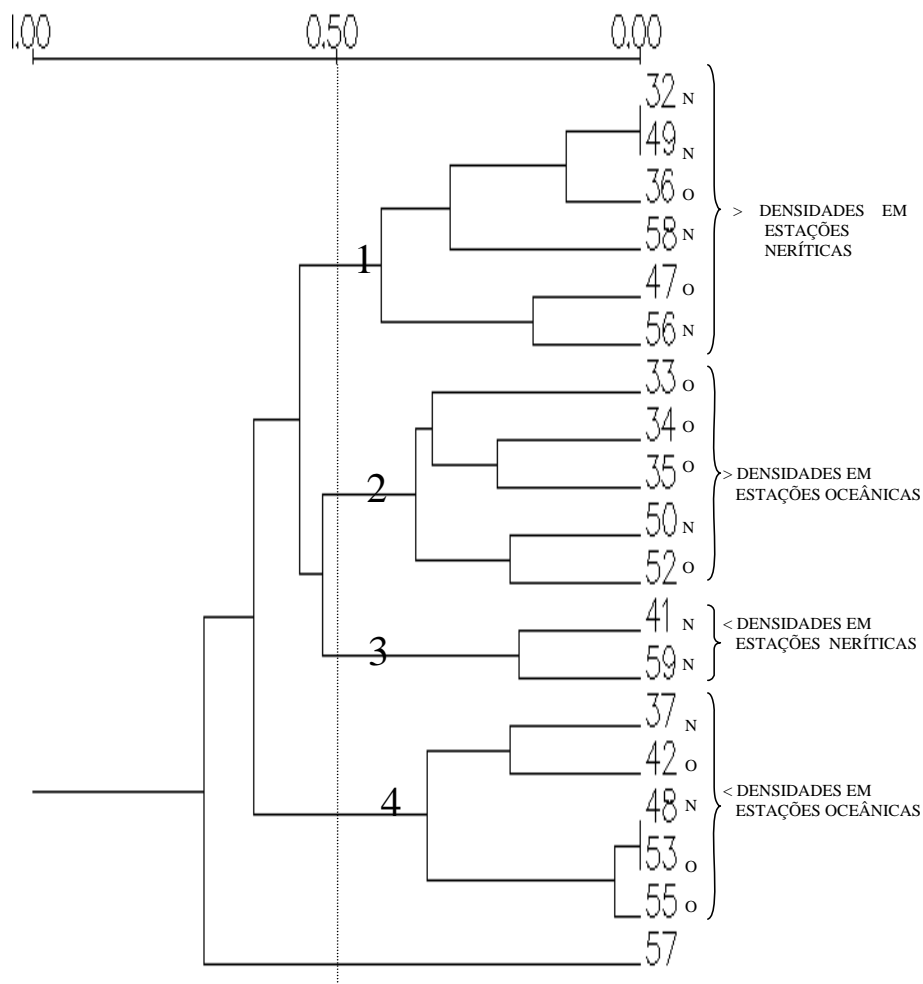 1.00 0.50 0.00
32 N
49 N
36 O
> DENSIDADES EM
ESTAÇÕES
NERÍTICAS
58 N
1
47 O
56 N
33 O
34 O
35 O
> DENSIDADES EM
ESTAÇÕES OCEÂNICAS
2
50 N
52 O
41 N
< DENSIDADES EM
ESTAÇÕES NERÍTICAS
3
59 N
37 N
42 O
< DENSIDADES EM
ESTAÇÕES OCEÂNICAS
4
48 N
53 O
55 O
57